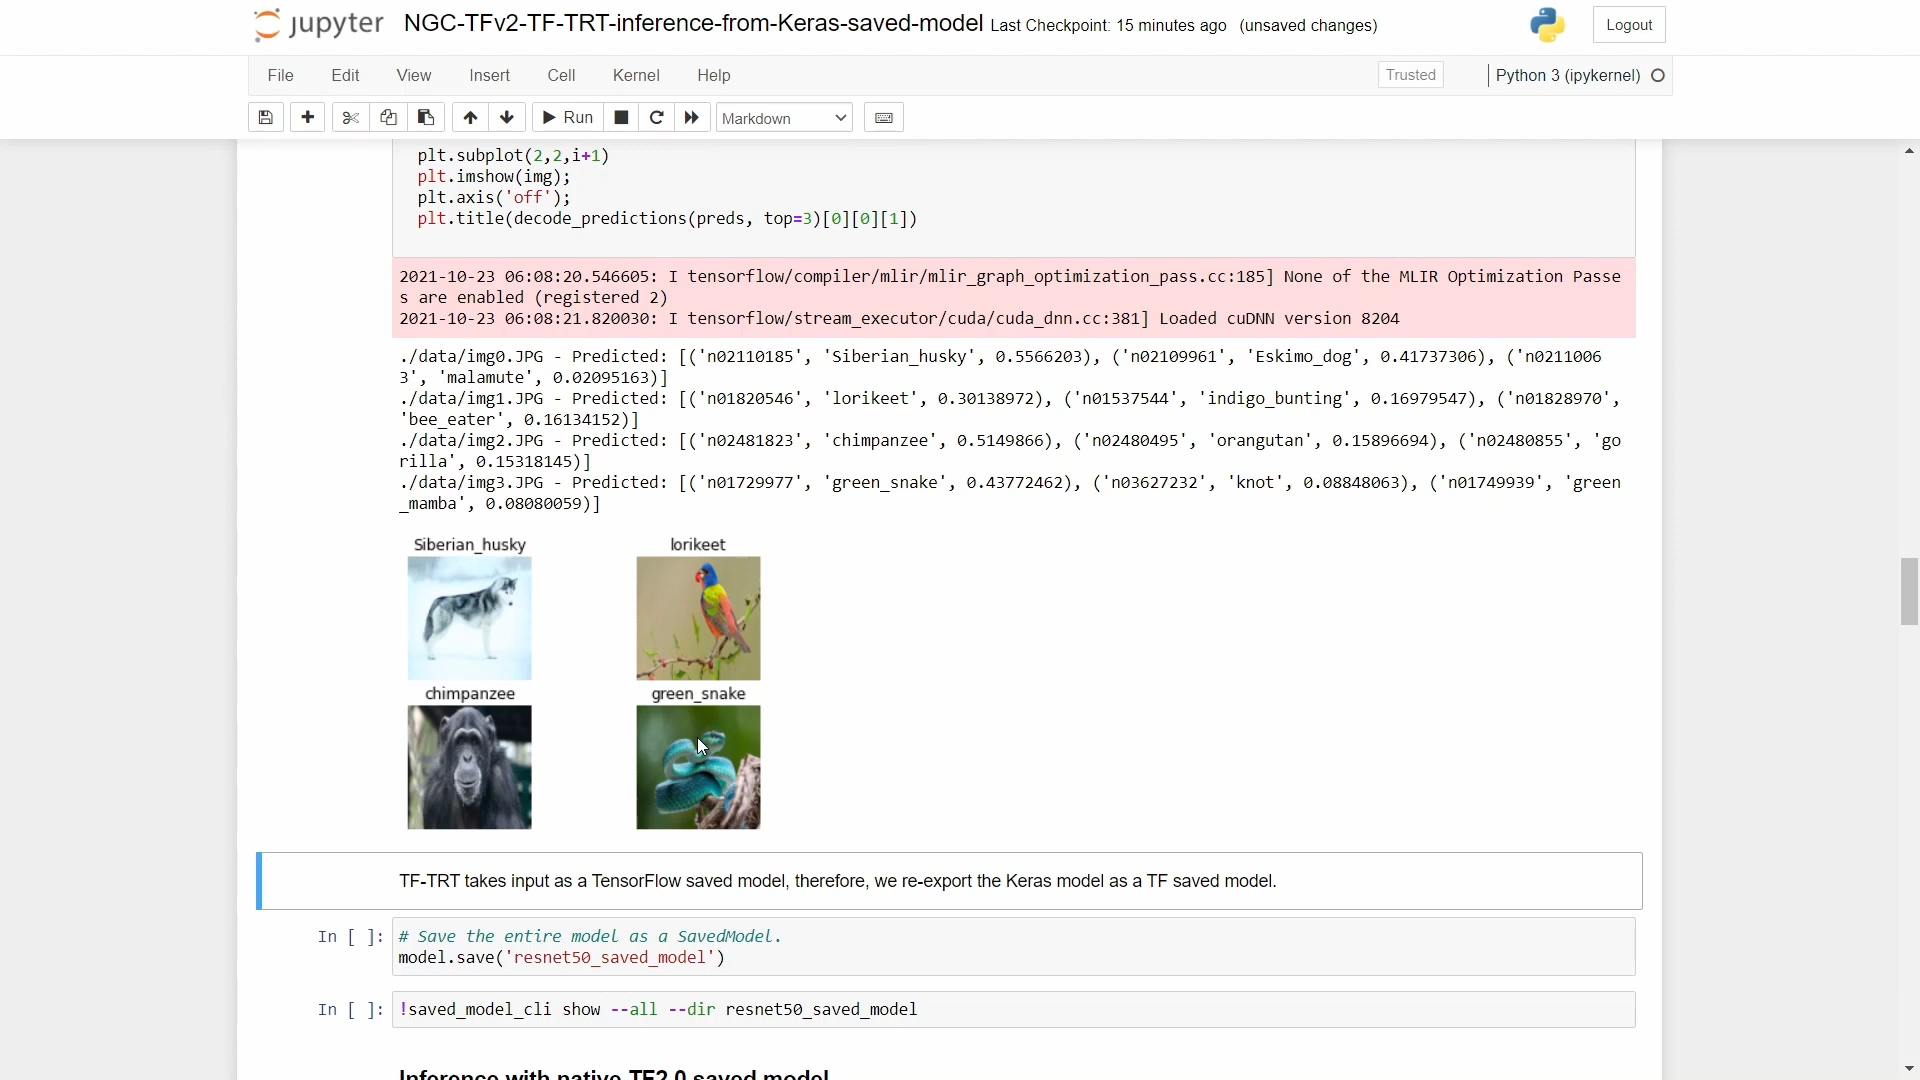 jupyter NGC-TFv2-TF-TRT-inference-from-Keras-saved-model Last Checkpoint: 15 minutes ago (unsaved changes) Logout
File Edit View Insert Cell Kernel Help Trusted Python 3 (ipykernel)
Run Markdown
plt.subplot(2,2,i+1)
plt.imshow(img);
plt.axis('off');
plt.title(decode_predictions(preds, top=3)[0][0][1])
2021-10-23 06:08:20.546605: I tensorflow/compiler/mlir/mlir_graph_optimization_pass.cc:185] None of the MLIR Optimization Passe
s are enabled (registered 2)
2021-10-23 06:08:21.820030: I tensorflow/stream_executor/cuda/cuda_dnn.cc:381] Loaded cuDNN version 8204
./data/img0.JPG - Predicted: [('n02110185', 'Siberian_husky', 0.5566203), ('n02109961', 'Eskimo_dog', 0.41737306), ('n0211006
3', 'malamute', 0.02095163)]
./data/img1.JPG - Predicted: [('n01820546', 'lorikeet', 0.30138972), ('n01537544', 'indigo_bunting', 0.16979547), ('n01828970',
'bee_eater', 0.16134152)]
./data/img2.JPG - Predicted: [('n02481823', 'chimpanzee', 0.5149866), ('n02480495', 'orangutan', 0.15896694), ('n02480855', 'go
rilla', 0.15318145)]
./data/img3.JPG - Predicted: [('n01729977', 'green_snake', 0.43772462), ('n03627232', 'knot', 0.08848063), ('n01749939', 'green
_mamba', 0.08080059)]
Siberian_husky lorikeet
chimpanzee green_snake
TF-TRT takes input as a TensorFlow saved model, therefore, we re-export the Keras model as a TF saved model.
In [ ]: # Save the entire model as a SavedModel.
model.save('resnet50_saved_model')
In [ ]: !saved_model_cli show --all --dir resnet50_saved_model
Inference with native TF2.0 saved model